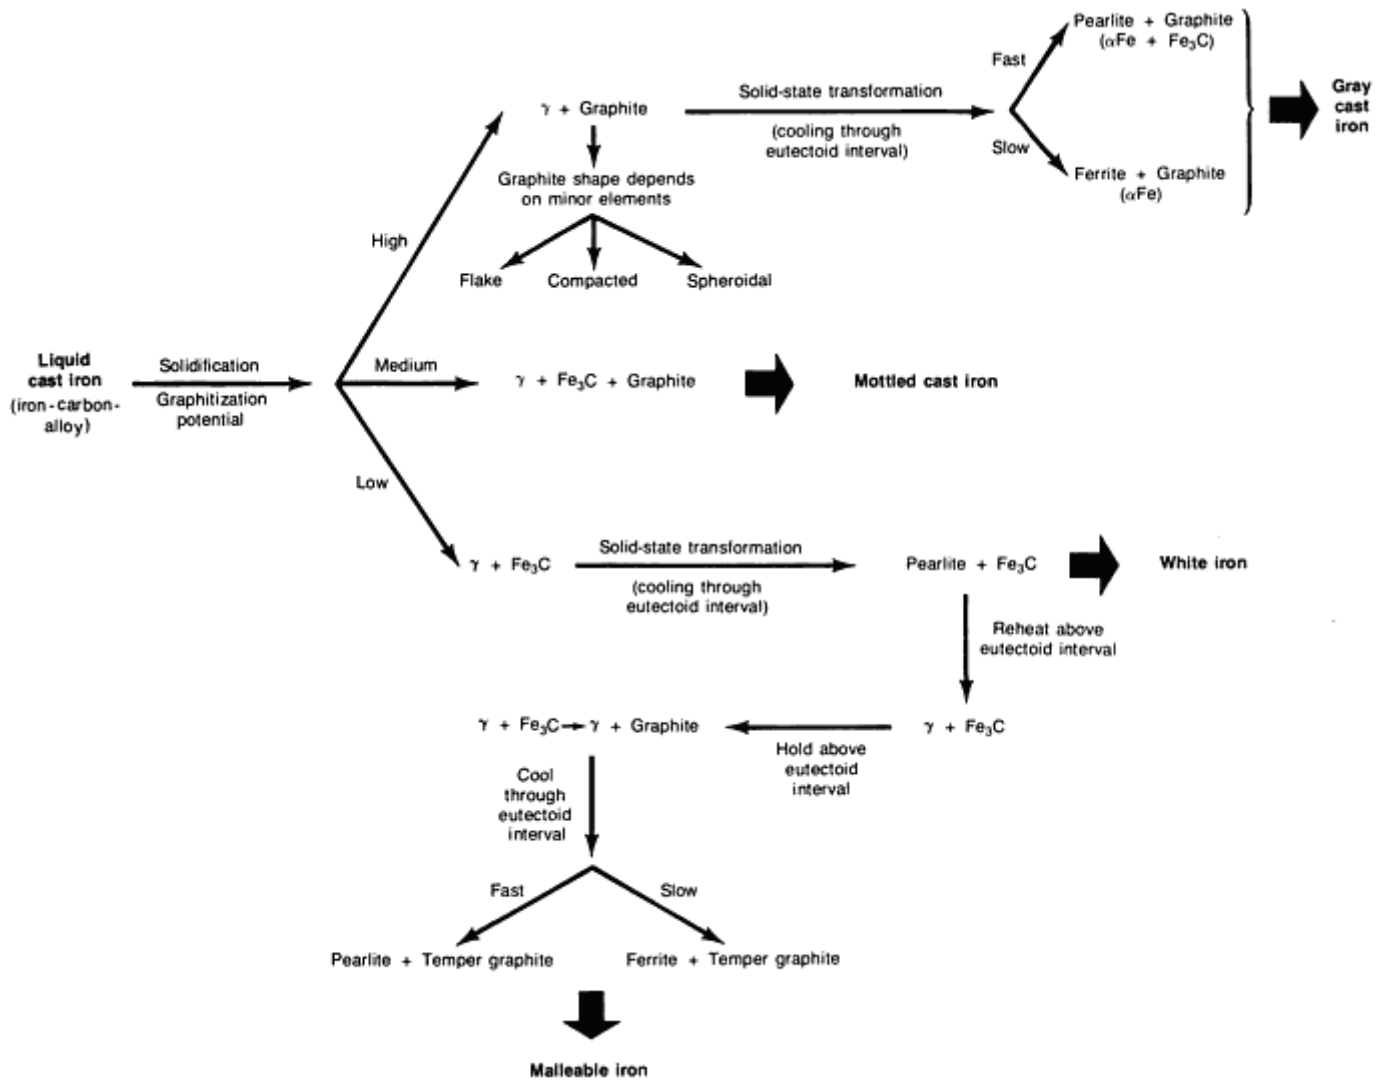 Pearlite + Graphite
(αFe + Fe₃C)
Fast
Solid-state transformation
γ + Graphite
(cooling through
eutectoid interval)
Gray
cast
iron
Slow
Ferrite + Graphite
(αFe)
Graphite shape depends
on minor elements
High
Flake
Compacted
Spheroidal
Liquid
cast iron
(iron-carbon-
alloy)
Solidification
Graphitization
potential
Medium
γ + Fe₃C + Graphite
Mottled cast iron
Low
γ + Fe₃C
Solid-state transformation
(cooling through
eutectoid interval)
Pearlite + Fe₃C
White iron
Reheat above
eutectoid interval
γ + Fe₃C → γ + Graphite
γ + Fe₃C
Hold above
eutectoid
interval
Cool
through
eutectoid
interval
Fast
Slow
Pearlite + Temper graphite
Ferrite + Temper graphite
Malleable iron